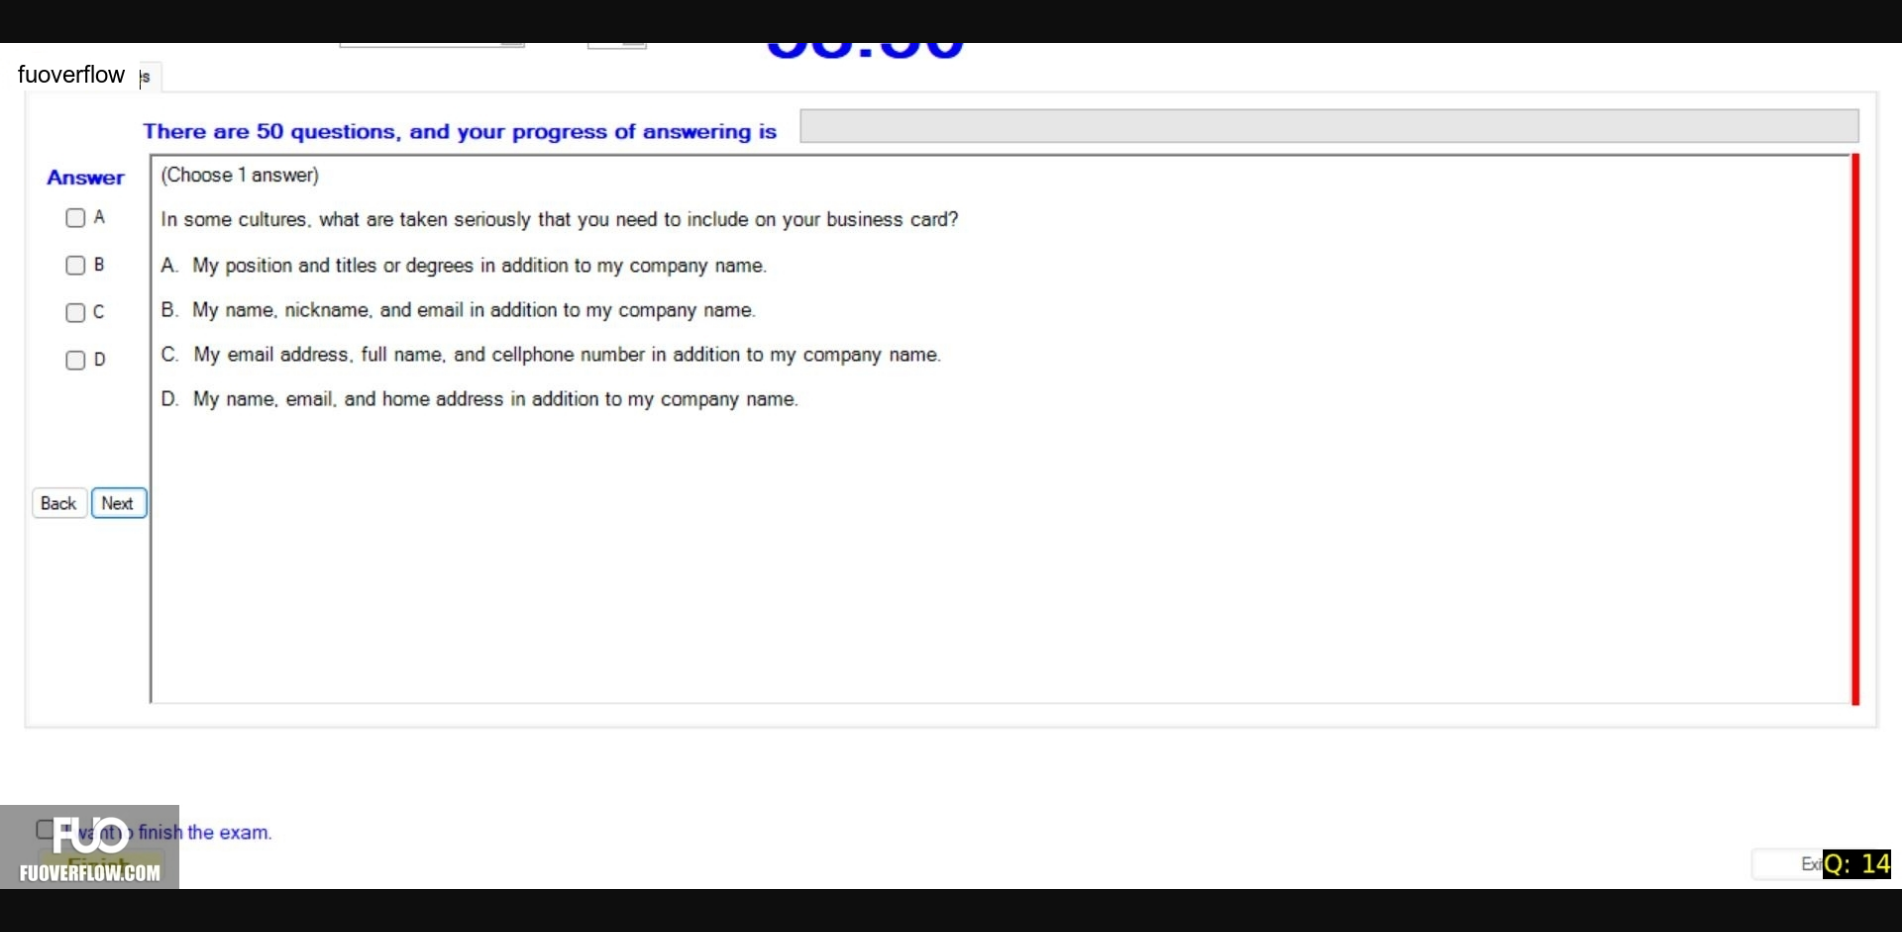 fuoverflow
There are 50 questions, and your progress of answering is
Answer
(Choose 1 answer)
A
In some cultures, what are taken seriously that you need to include on your business card?
B
A. My position and titles or degrees in addition to my company name.
C
B. My name, nickname, and email in addition to my company name.
C. My email address, full name, and cellphone number in addition to my company name.
D
D. My name, email, and home address in addition to my company name.
Back Next
FUO
finish the exam.
FUOVERFLOW.COM
Q: 14